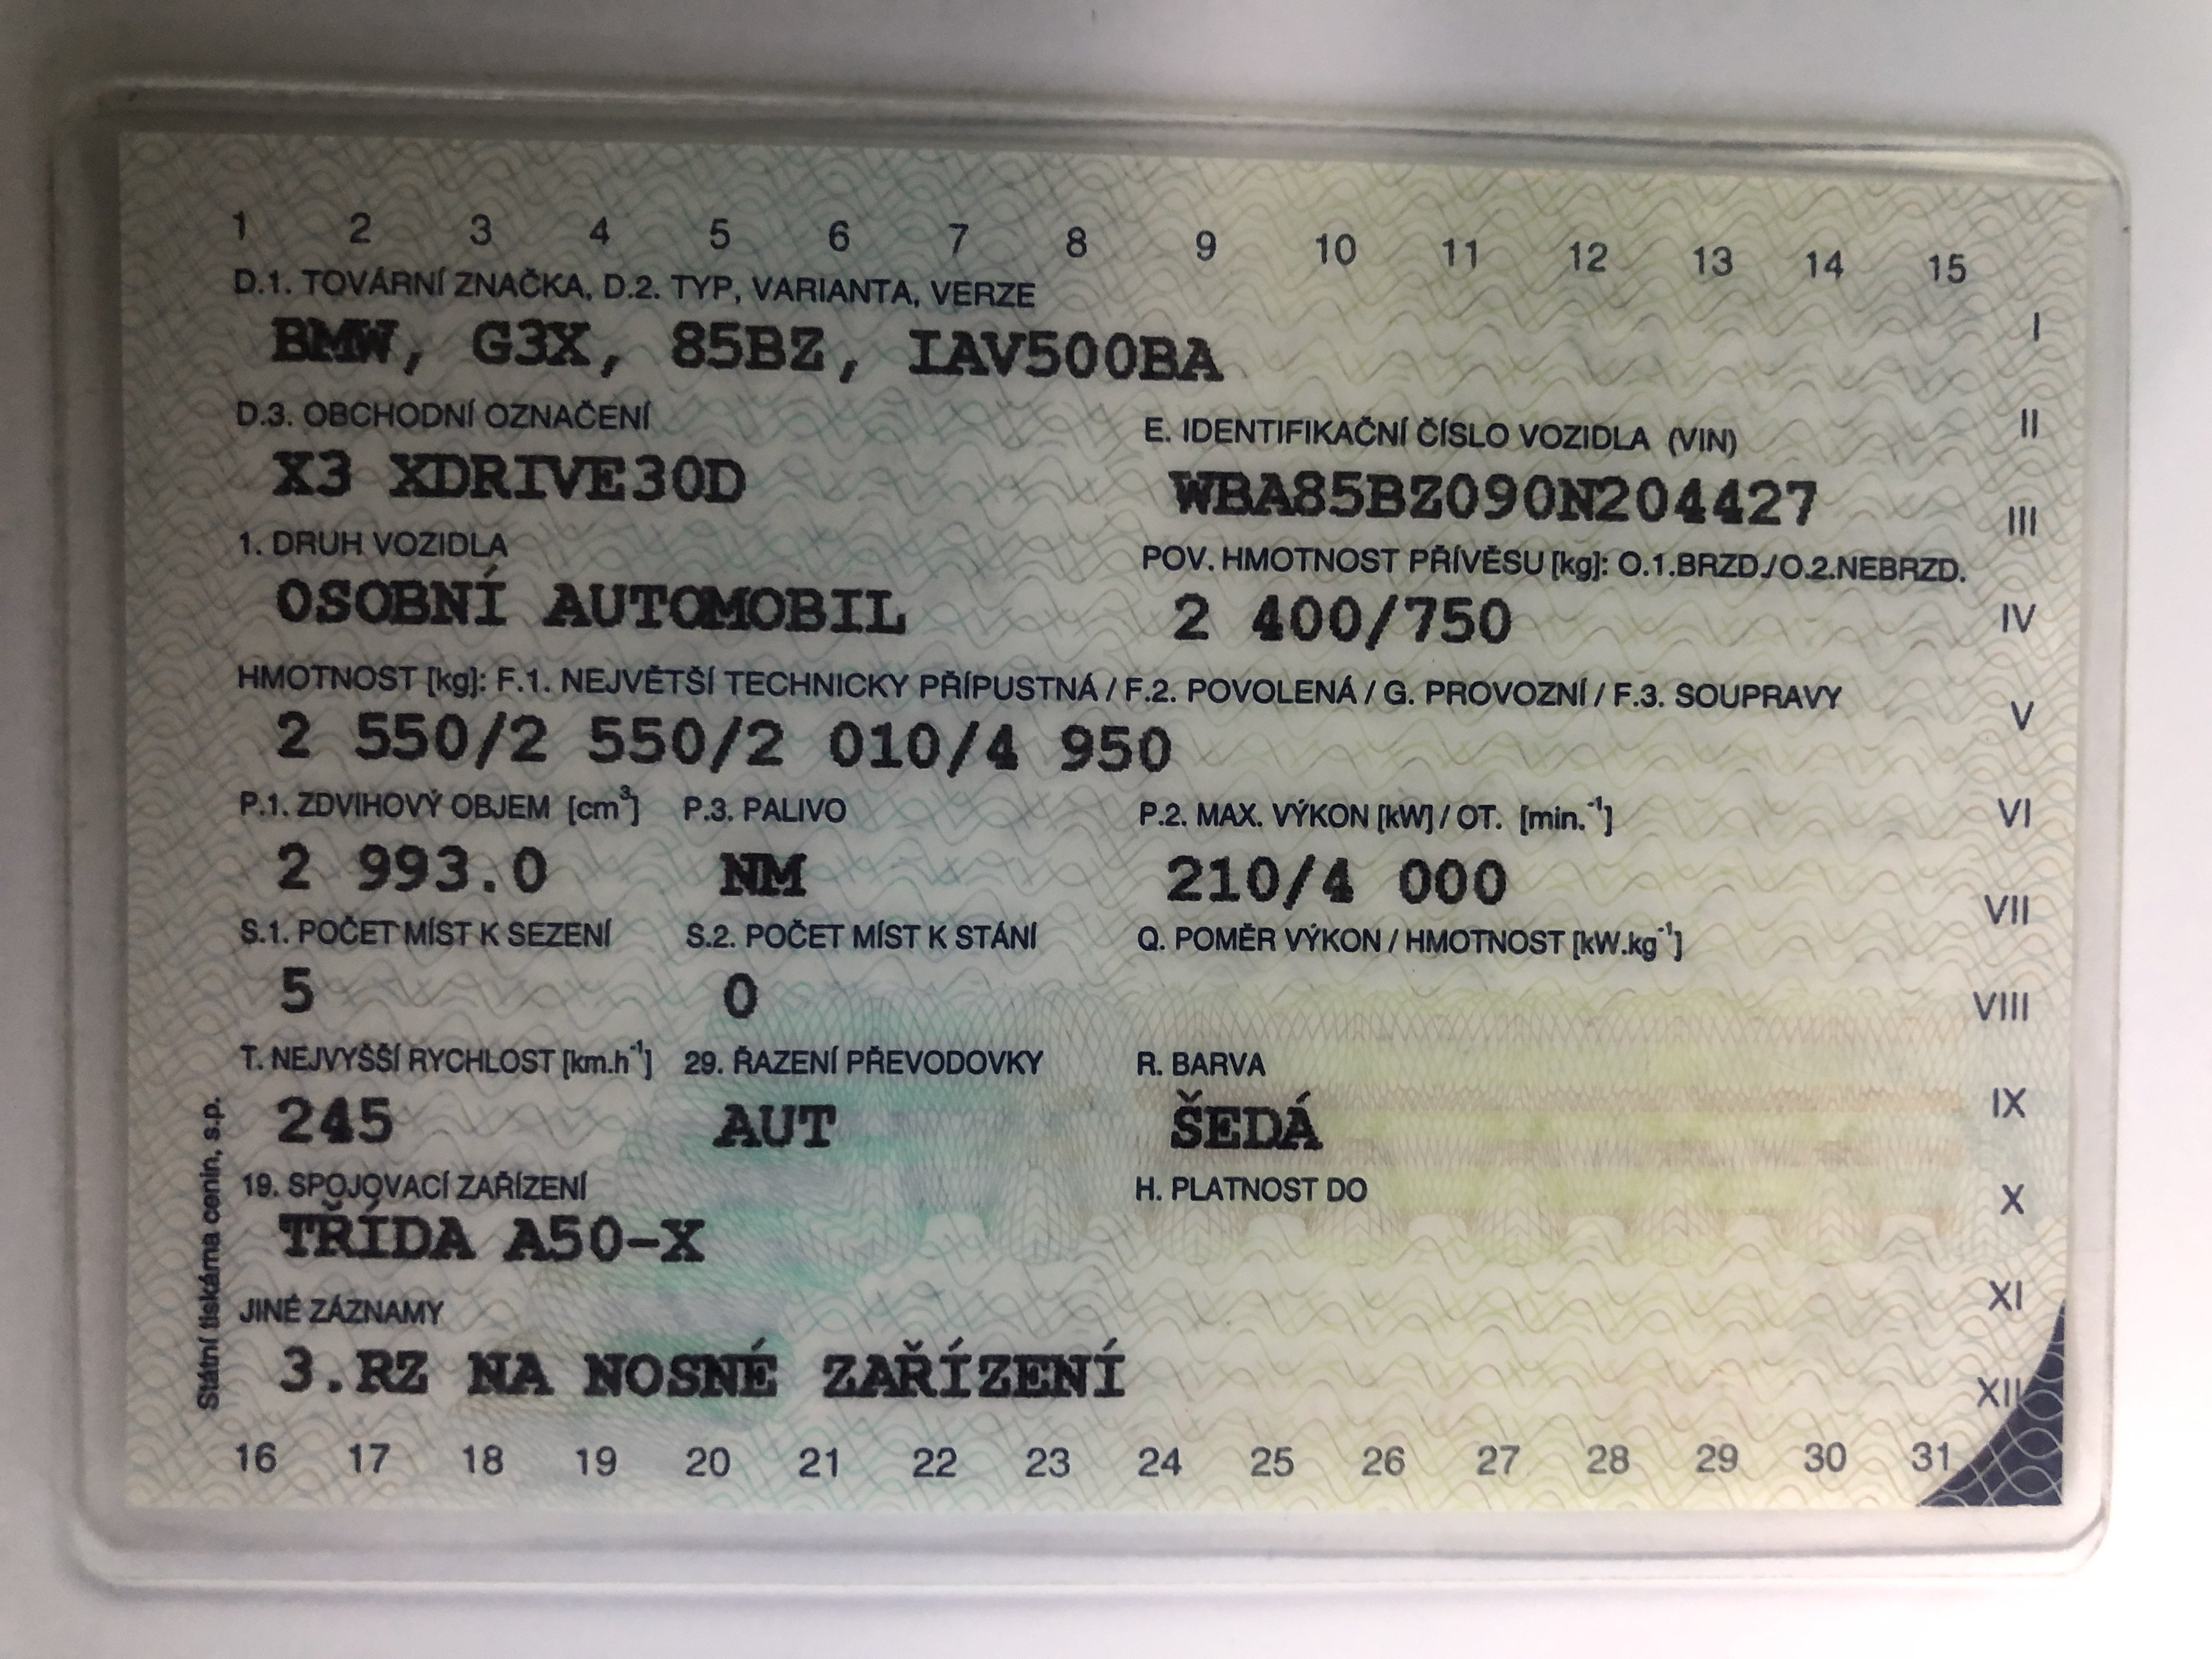 1 2 3 4 5 6 7 8 9 10 11 12 13 14 15
D.1. TOVÁRNÍ ZNAČKA, D.2. TYP, VARIANTA, VERZE
I
BMW, G3X, 85BZ, IAV500BA
D.3. OBCHODNÍ OZNAČENÍ
E. IDENTIFIKAČNÍ ČÍSLO VOZIDLA (VIN)
II
X3 XDRIVE30D
WBA85BZ090N204427
III
1. DRUH VOZIDLA
POV. HMOTNOST PŘÍVĚSU [kg]: O.1.BRZD./O.2.NEBRZD.
OSOBNÍ AUTOMOBIL
2 400/750
IV
HMOTNOST [kg]: F.1. NEJVĚTŠÍ TECHNICKY PŘÍPUSTNÁ / F.2. POVOLENÁ / G. PROVOZNÍ / F.3. SOUPRAVY
V
2 550/2 550/2 010/4 950
P.1. ZDVIHOVÝ OBJEM [cm³]
P.3. PALIVO
P.2. MAX. VÝKON [kW] / OT. [min.⁻¹]
VI
2 993.0
NM
210/4 000
VII
S.1. POČET MÍST K SEZENÍ
S.2. POČET MÍST K STÁNÍ
Q. POMĚR VÝKON / HMOTNOST [kW.kg⁻¹]
5
0
VIII
T. NEJVYŠŠÍ RYCHLOST [km.h⁻¹]
29. ŘAZENÍ PŘEVODOVKY
R. BARVA
IX
245
AUT
ŠEDÁ
19. SPOJOVACÍ ZAŘÍZENÍ
H. PLATNOST DO
X
TŘÍDA A50-X
XI
JINÉ ZÁZNAMY
3.RZ NA NOSNÉ ZAŘÍZENÍ
XII
16 17 18 19 20 21 22 23 24 25 26 27 28 29 30 31
Státní tiskárna cenin, s.p.